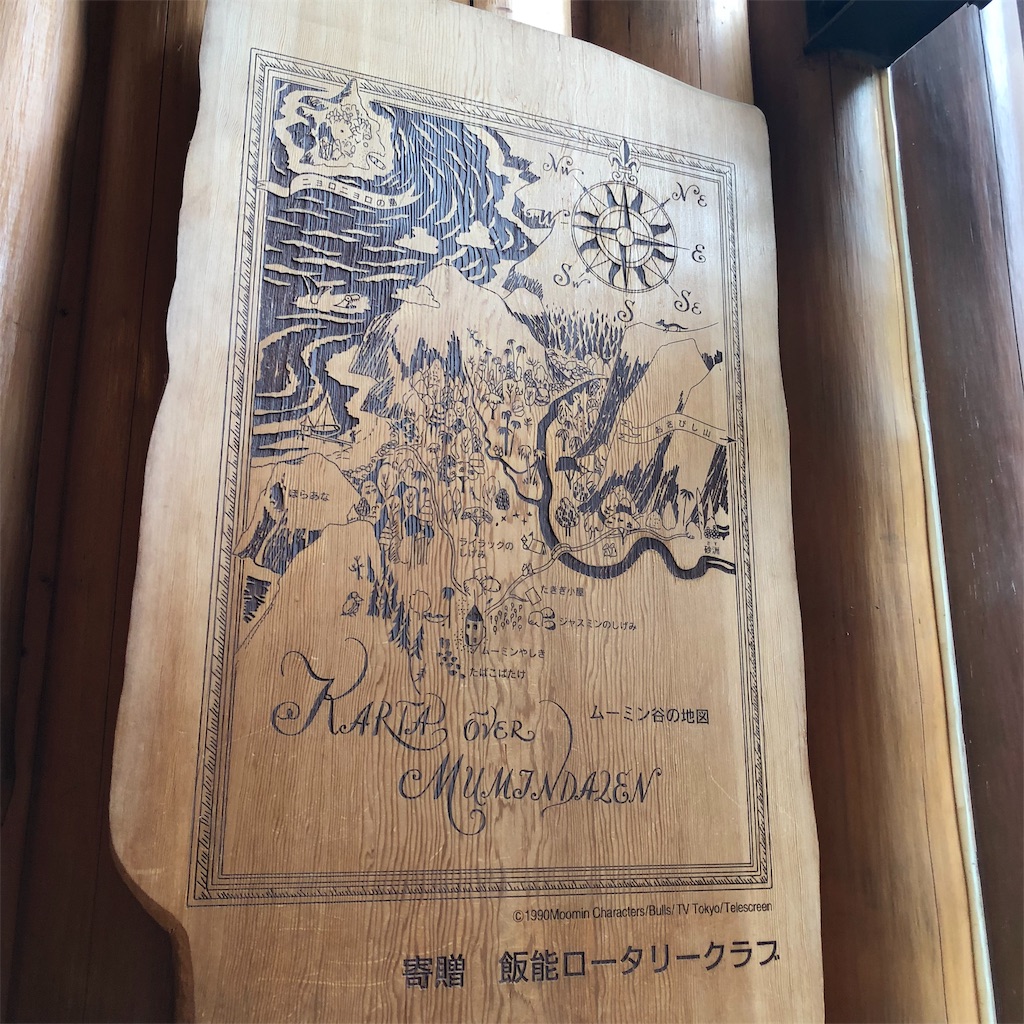 ニョロニョロの島
NW
NE
W
E
SW
S
SE
おさびし山
ほらあな
ライラックの
しげみ
砂洲
たきぎ小屋
ジャスミンのしげみ
ムーミンやしき
たばこばたけ
KARTA ÖVER
MUMINDALEN
ムーミン谷の地図
©1990Moomin Characters/Bulls/TV Tokyo/Telescreen
寄贈　飯能ロータリークラブ